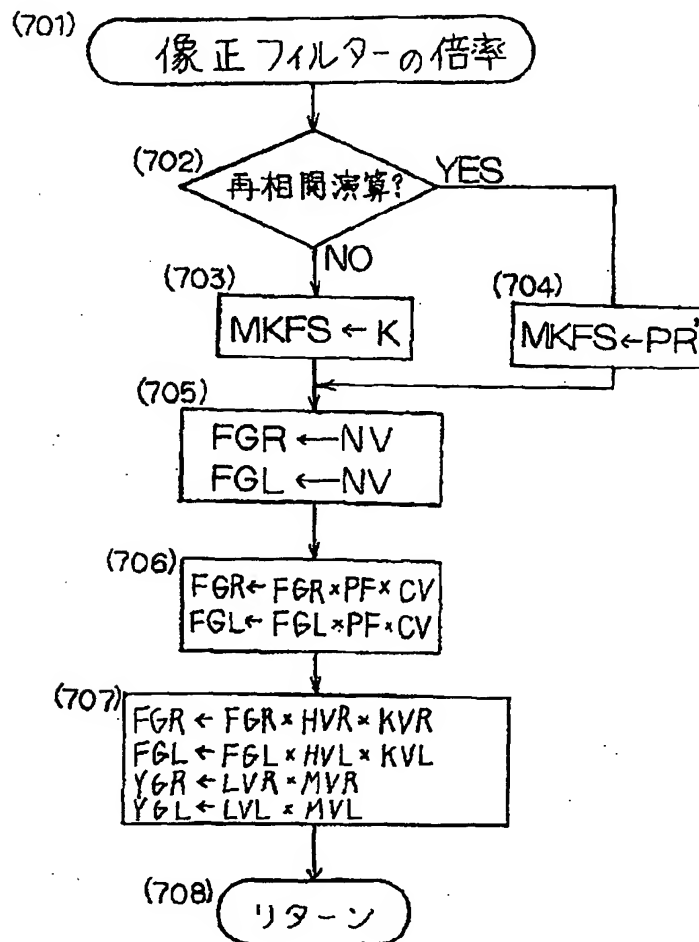 (701)
像正フィルターの倍率
(702)
再相関演算?
YES
NO
(703)
MKFS ← K
(704)
MKFS←PR'
(705)
FGR ← NV
FGL ← NV
(706)
FGR ← FGR × PF × CV
FGL ← FGL × PF × CV
(707)
FGR ← FGR × HVR × KVR
FGL ← FGL × HVL × KVL
YGR ← LVR × MVR
YGL ← LVL × MVL
(708)
リターン